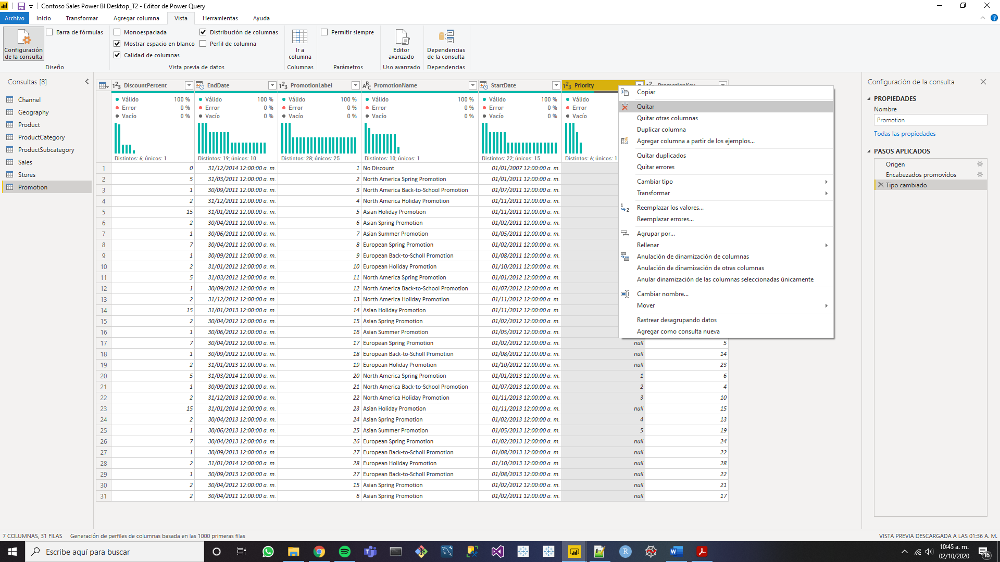 Contoso Sales Power BI Desktop_T2 - Editor de Power Query
Archivo Inicio Transformar Agregar columna Vista Herramientas Ayuda
Configuración de la consulta
Barra de fórmulas
Diseño
Monoespaciada
Mostrar espacio en blanco
Calidad de columnas
Distribución de columnas
Perfil de columna
Vista previa de datos
Ir a columna
Columnas
Permitir siempre
Parámetros
Editor avanzado
Uso avanzado
Dependencias de la consulta
Dependencias
Consultas [8]
Channel
Geography
Product
ProductCategory
ProductSubcategory
Sales
Stores
Promotion
DiscountPercent EndDate PromotionLabel PromotionName StartDate Priority PromotionKey
Válido 100 % Válido 100 % Válido 100 % Válido 100 % Válido 100 % Válido
Error 0 % Error 0 % Error 0 % Error 0 % Error 0 % Error
Vacío 0 % Vacío 0 % Vacío 0 % Vacío 0 % Vacío 0 % Vacío
Distintos: 6; únicos: 1 Distintos: 19; únicos: 10 Distintos: 28; únicos: 25 Distintos: 10; únicos: 1 Distintos: 22; únicos: 15 Distintos: 6; únicos: 1
1 0 31/12/2014 12:00:00 a. m. 1 No Discount 01/01/2007 12:00:00 a. m.
2 5 31/03/2011 12:00:00 a. m. 2 North America Spring Promotion 01/01/2011 12:00:00 a. m.
3 1 30/09/2011 12:00:00 a. m. 3 North America Back-to-School Promotion 01/07/2011 12:00:00 a. m.
4 2 31/12/2011 12:00:00 a. m. 4 North America Holiday Promotion 01/11/2011 12:00:00 a. m.
5 15 31/01/2012 12:00:00 a. m. 5 Asian Holiday Promotion 01/11/2011 12:00:00 a. m.
6 2 30/04/2011 12:00:00 a. m. 6 Asian Spring Promotion 01/02/2011 12:00:00 a. m.
7 1 30/06/2011 12:00:00 a. m. 7 Asian Summer Promotion 01/05/2011 12:00:00 a. m.
8 7 30/04/2011 12:00:00 a. m. 8 European Spring Promotion 01/02/2011 12:00:00 a. m.
9 1 30/09/2011 12:00:00 a. m. 9 European Back-to-Scholl Promotion 01/08/2011 12:00:00 a. m.
10 2 31/01/2012 12:00:00 a. m. 10 European Holiday Promotion 01/10/2011 12:00:00 a. m.
11 5 31/03/2012 12:00:00 a. m. 11 North America Spring Promotion 01/01/2012 12:00:00 a. m.
12 1 30/09/2012 12:00:00 a. m. 12 North America Back-to-School Promotion 01/07/2012 12:00:00 a. m.
13 2 31/12/2012 12:00:00 a. m. 13 North America Holiday Promotion 01/11/2012 12:00:00 a. m.
14 15 31/01/2013 12:00:00 a. m. 14 Asian Holiday Promotion 01/11/2012 12:00:00 a. m.
15 2 30/04/2012 12:00:00 a. m. 15 Asian Spring Promotion 01/02/2012 12:00:00 a. m.
16 1 30/06/2012 12:00:00 a. m. 16 Asian Summer Promotion 01/05/2012 12:00:00 a. m.
17 7 30/04/2012 12:00:00 a. m. 17 European Spring Promotion 01/02/2012 12:00:00 a. m. null 5
18 1 30/09/2012 12:00:00 a. m. 18 European Back-to-Scholl Promotion 01/08/2012 12:00:00 a. m. null 14
19 2 31/01/2013 12:00:00 a. m. 19 European Holiday Promotion 01/10/2012 12:00:00 a. m. null 23
20 5 31/03/2014 12:00:00 a. m. 20 North America Spring Promotion 01/01/2013 12:00:00 a. m. 1 6
21 1 30/09/2013 12:00:00 a. m. 21 North America Back-to-School Promotion 01/07/2013 12:00:00 a. m. 2 4
22 2 31/12/2013 12:00:00 a. m. 22 North America Holiday Promotion 01/11/2013 12:00:00 a. m. 3 10
23 15 31/01/2014 12:00:00 a. m. 23 Asian Holiday Promotion 01/11/2013 12:00:00 a. m. null 15
24 2 30/04/2013 12:00:00 a. m. 24 Asian Spring Promotion 01/02/2013 12:00:00 a. m. 4 13
25 1 30/06/2013 12:00:00 a. m. 25 Asian Summer Promotion 01/05/2013 12:00:00 a. m. 5 19
26 7 30/04/2013 12:00:00 a. m. 26 European Spring Promotion 01/02/2013 12:00:00 a. m. null 24
27 1 30/09/2013 12:00:00 a. m. 27 European Back-to-Scholl Promotion 01/08/2013 12:00:00 a. m. null 22
28 2 31/01/2014 12:00:00 a. m. 28 European Holiday Promotion 01/10/2013 12:00:00 a. m. null 28
29 1 30/09/2013 12:00:00 a. m. 27 European Back-to-Scholl Promotion 01/08/2013 12:00:00 a. m. null 22
30 2 30/04/2012 12:00:00 a. m. 15 Asian Spring Promotion 01/02/2012 12:00:00 a. m. null 21
31 2 30/04/2011 12:00:00 a. m. 6 Asian Spring Promotion 01/02/2011 12:00:00 a. m. null 17
Copiar
Quitar
Quitar otras columnas
Duplicar columna
Agregar columna a partir de los ejemplos...
Quitar duplicados
Quitar errores
Cambiar tipo
Transformar
Reemplazar los valores...
Reemplazar errores...
Agrupar por...
Rellenar
Anulación de dinamización de columnas
Anulación de dinamización de otras columnas
Anular dinamización de las columnas seleccionadas únicamente
Cambiar nombre...
Mover
Rastrear desagrupando datos
Agregar como consulta nueva
Configuración de la consulta
PROPIEDADES
Nombre
Promotion
Todas las propiedades
PASOS APLICADOS
Origen
Encabezados promovidos
Tipo cambiado
7 COLUMNAS, 31 FILAS Generación de perfiles de columnas basada en las 1000 primeras filas
VISTA PREVIA DESCARGADA A LAS 01:36 A. M.
Escribe aquí para buscar
10:45 a. m.
02/10/2020
16